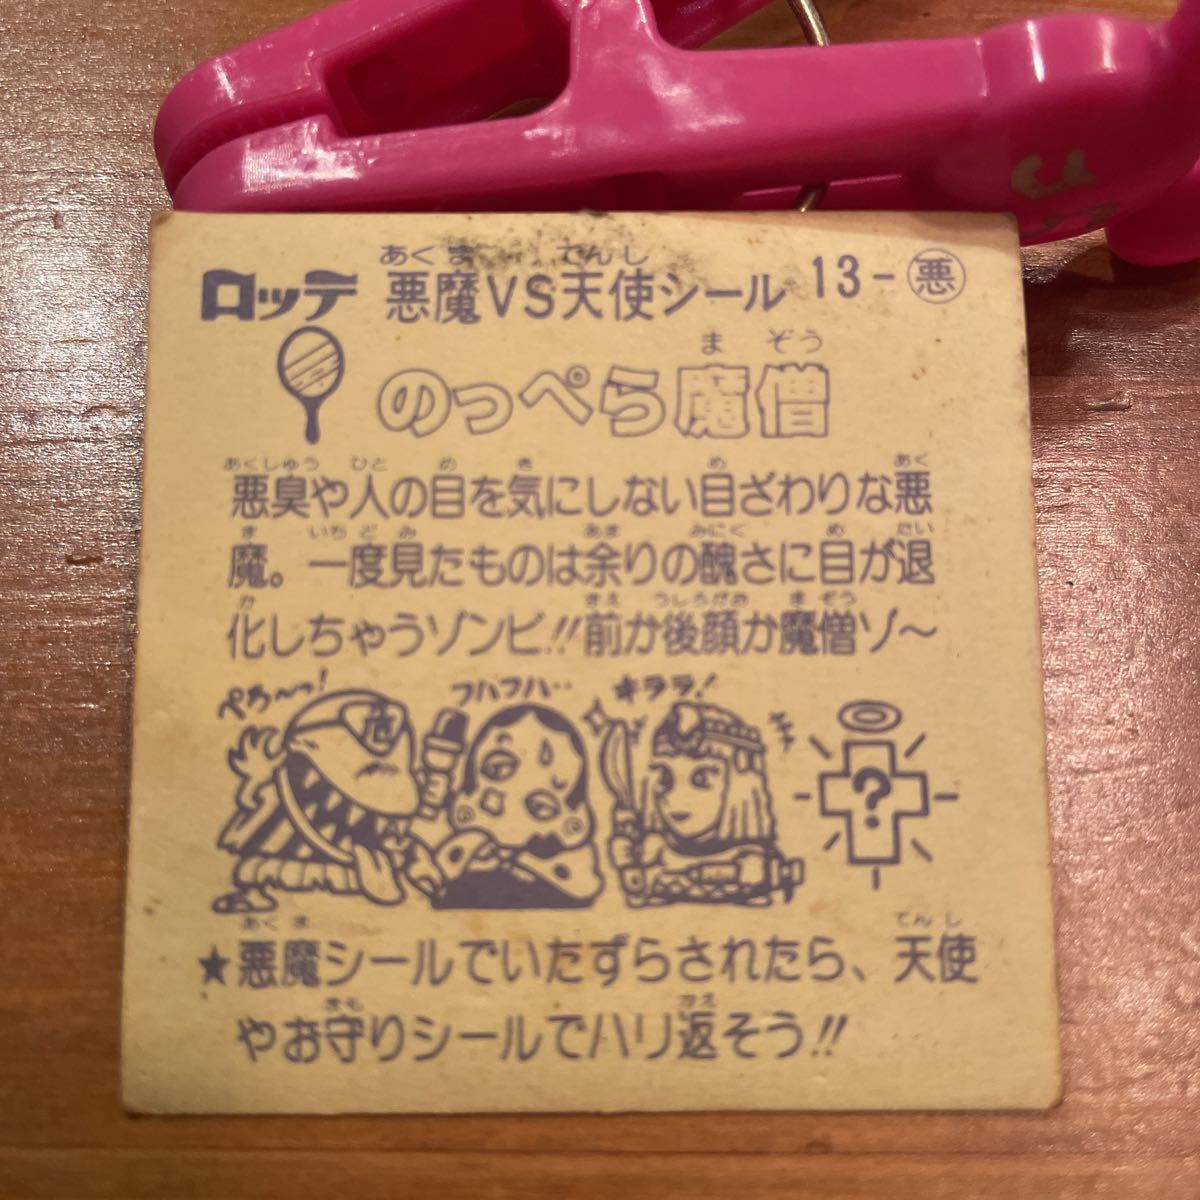 ロッテ 悪魔VS天使シール 13-悪
あくま てんし
のっぺら魔僧
まぞう
悪臭や人の目を気にしない目ざわりな悪
あくしゅう ひと め き め あく
魔。一度見たものは余りの醜さに目が退
ま いちどみ あま みにく め たい
化しちゃうゾンビ!!前か後顔か魔僧ゾ〜
か まえ うしろがお まぞう
ぺろ〜っ!
フハフハ‥
キララ!
?
★悪魔シールでいたずらされたら、天使
あくま てんし
やお守りシールでハリ返そう!!
まも かえ